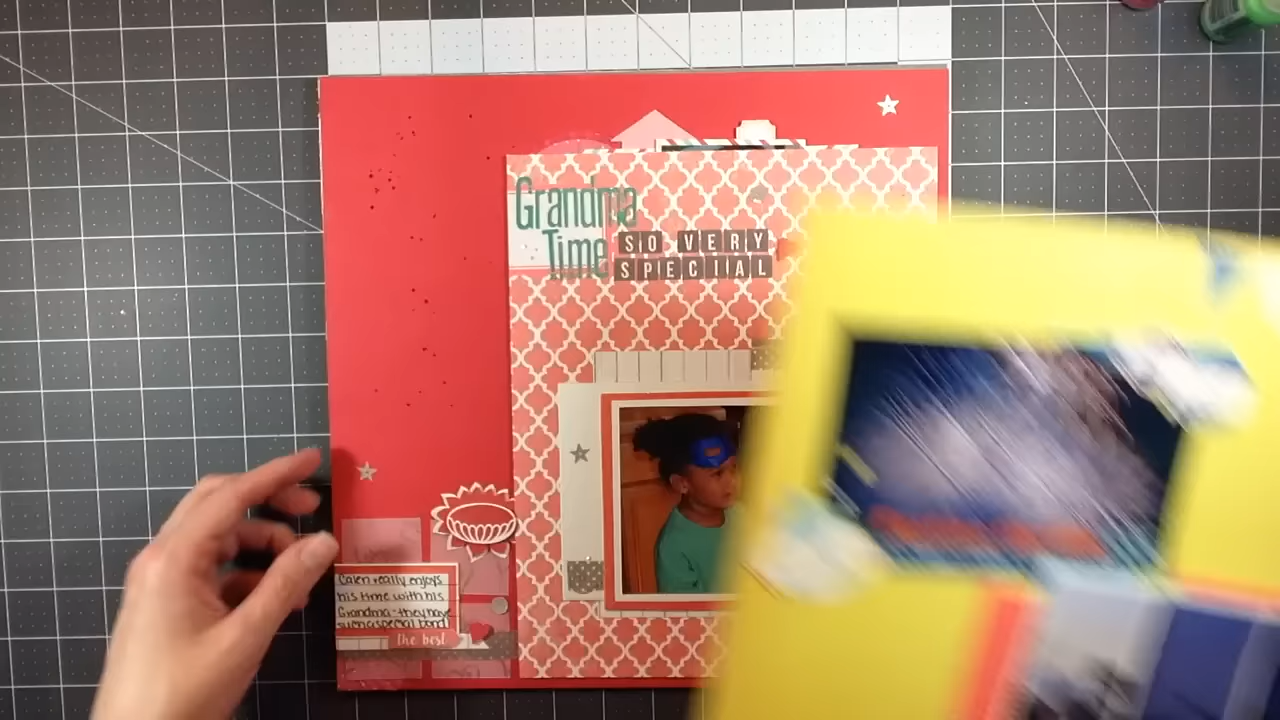 Grandma
Time
SO VERY
SPECIAL
Calen really enjoys
his time with his
Grandma - they have
such a special bond!
the best